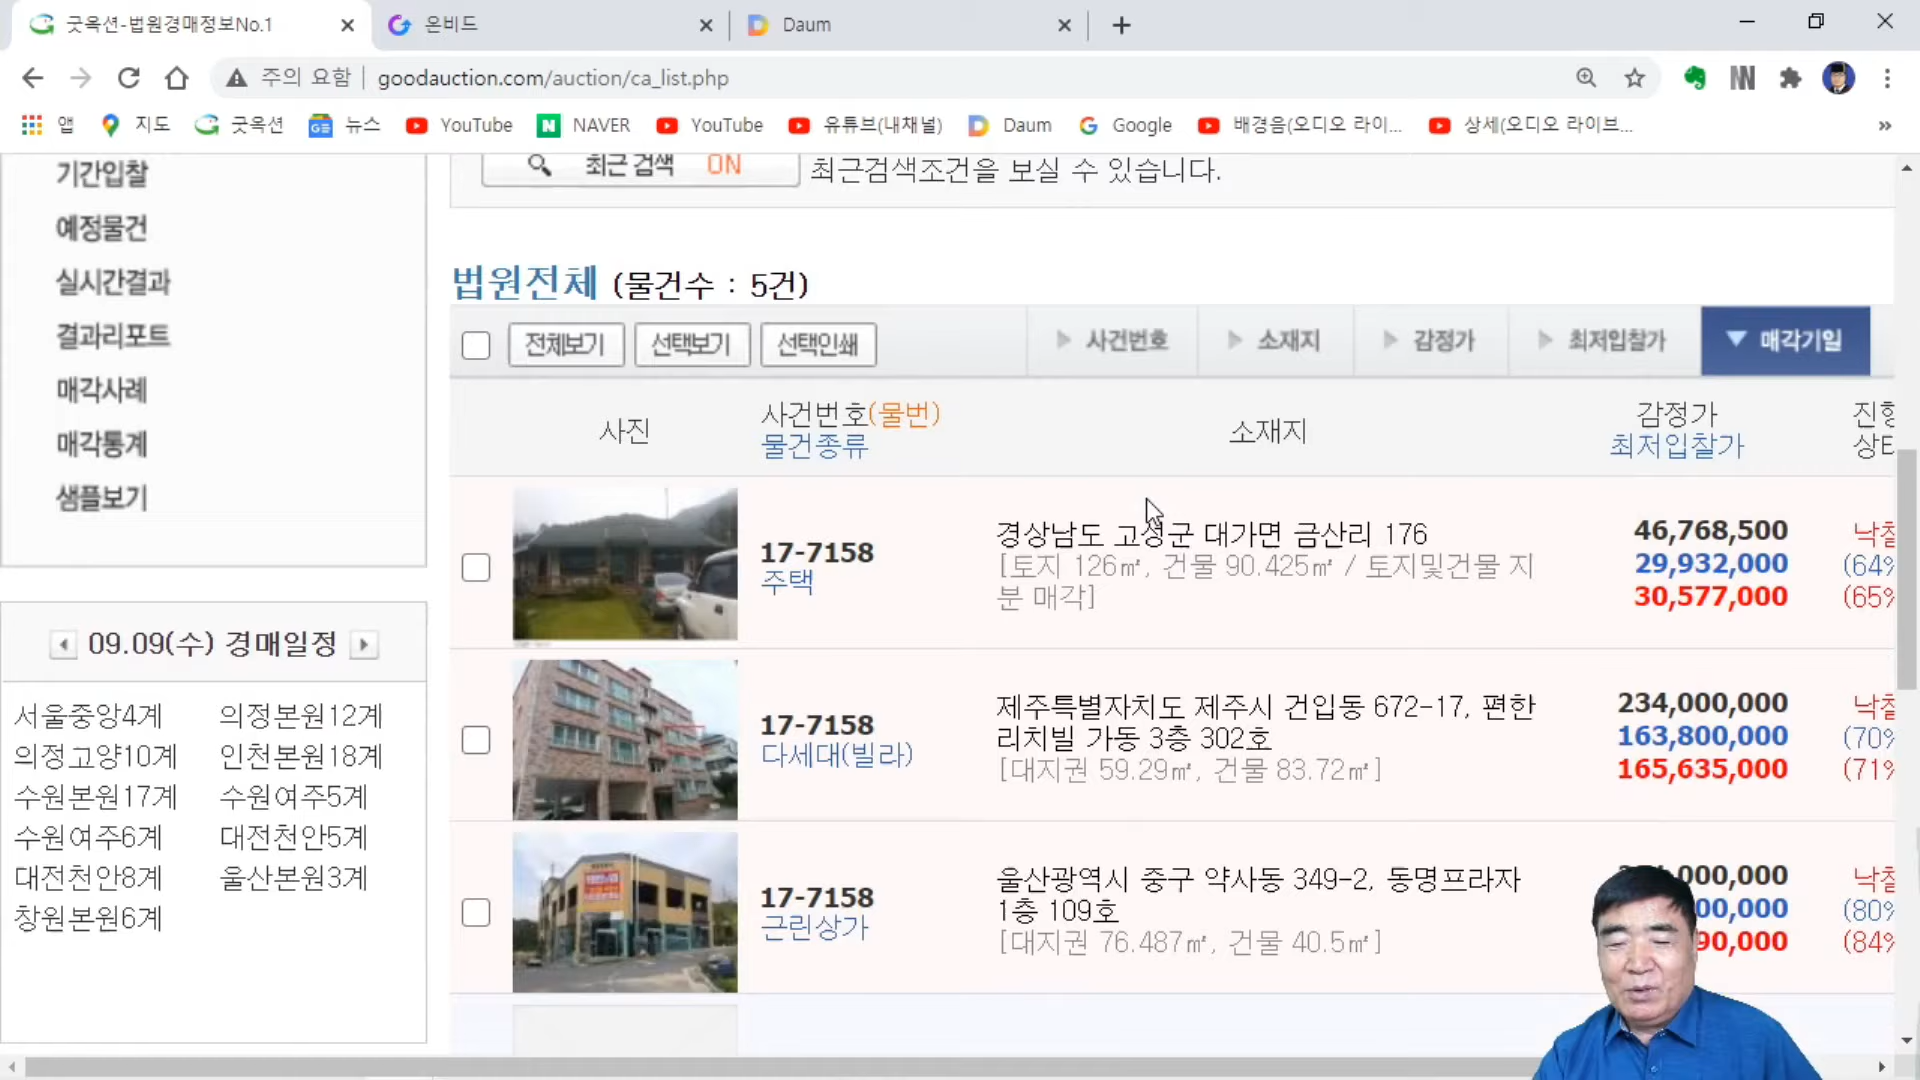 굿옥션-법원경매정보No.1
온비드
Daum
주의 요함
goodauction.com/auction/ca_list.php
앱
지도
굿옥션
뉴스
YouTube
NAVER
YouTube
유튜브(내채널)
Daum
Google
배경음(오디오 라이...
상세(오디오 라이브...
기간입찰
예정물건
실시간결과
결과리포트
매각사례
매각통계
샘플보기
최근 검색 ON
최근검색조건을 보실 수 있습니다.
법원전체 (물건수 : 5건)
전체보기
선택보기
선택인쇄
사건번호
소재지
감정가
최저입찰가
매각기일
사진
사건번호(물번)
물건종류
소재지
감정가
최저입찰가
17-7158
주택
경상남도 고성군 대가면 금산리 176
[토지 126㎡, 건물 90.425㎡ / 토지및건물 지
분 매각]
46,768,500
29,932,000
30,577,000
(64%
(65%
17-7158
다세대(빌라)
제주특별자치도 제주시 건입동 672-17, 편한
리치빌 가동 3층 302호
[대지권 59.29㎡, 건물 83.72㎡]
234,000,000
163,800,000
165,635,000
(70%
(71%
17-7158
근린상가
울산광역시 중구 약사동 349-2, 동명프라자
1층 109호
[대지권 76.487㎡, 건물 40.5㎡]
(80%
(84%
09.09(수) 경매일정
서울중앙4계 의정본원12계
의정고양10계 인천본원18계
수원본원17계 수원여주5계
수원여주6계 대전천안5계
대전천안8계 울산본원3계
창원본원6계